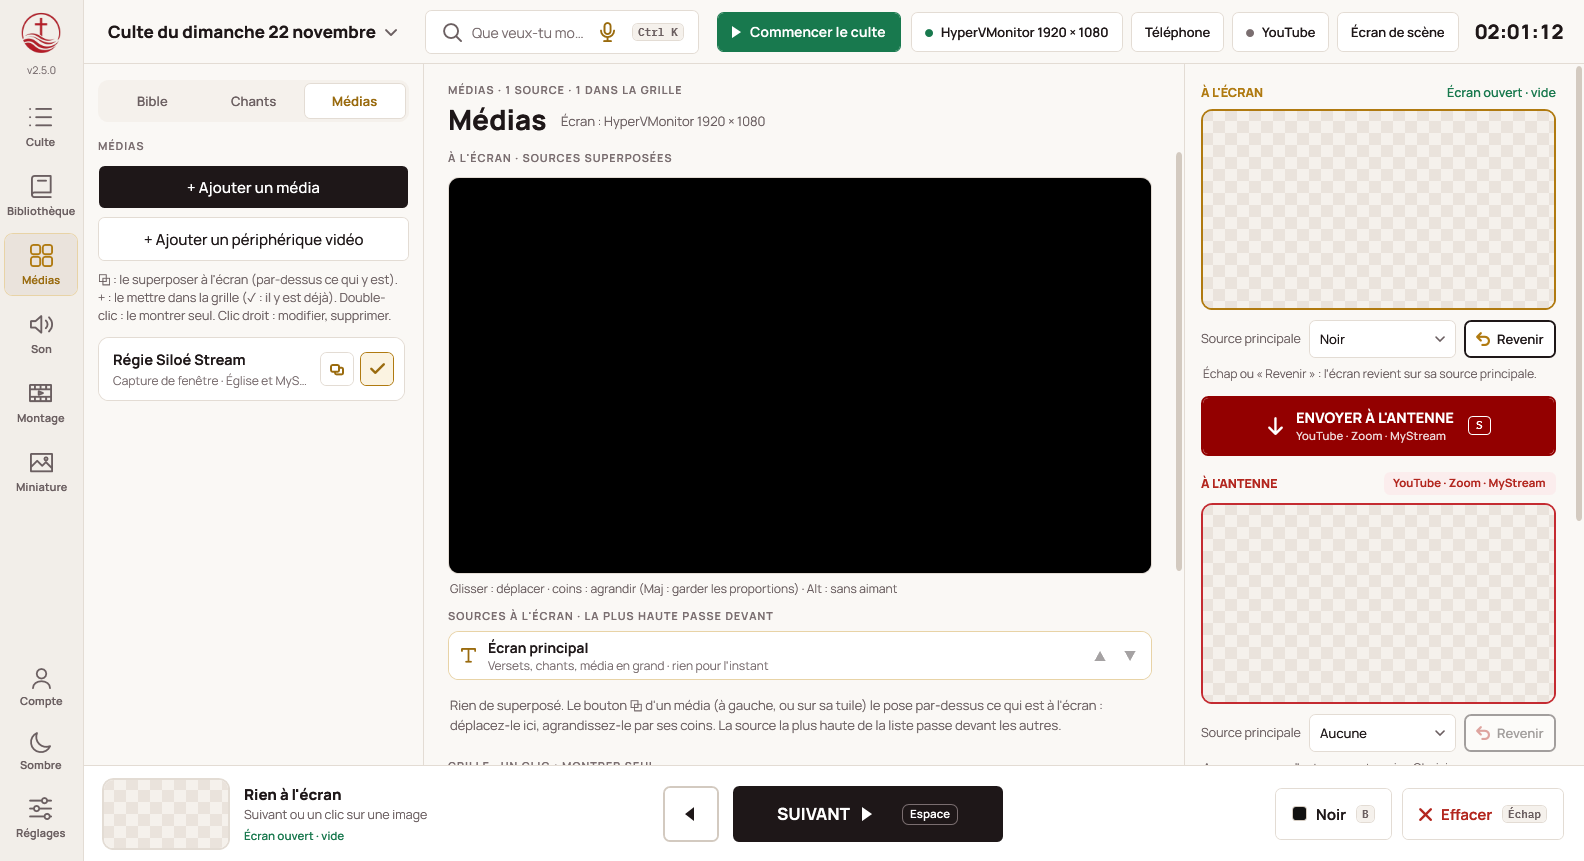 Culte du dimanche 22 novembre
Que veux-tu mo...
Ctrl K
Commencer le culte
HyperVMonitor 1920 × 1080
Téléphone
YouTube
Écran de scène
02:01:12
v2.5.0
Culte
Bibliothèque
Médias
Son
Montage
Miniature
Compte
Sombre
Réglages
Bible
Chants
Médias
MÉDIAS
+ Ajouter un média
+ Ajouter un périphérique vidéo
: le superposer à l'écran (par-dessus ce qui y est).
+ : le mettre dans la grille (✓ : il y est déjà). Double-
clic : le montrer seul. Clic droit : modifier, supprimer.
Régie Siloé Stream
Capture de fenêtre · Église et MyS...
MÉDIAS · 1 SOURCE · 1 DANS LA GRILLE
Médias
Écran : HyperVMonitor 1920 × 1080
À L'ÉCRAN · SOURCES SUPERPOSÉES
Glisser : déplacer · coins : agrandir (Maj : garder les proportions) · Alt : sans aimant
SOURCES À L'ÉCRAN · LA PLUS HAUTE PASSE DEVANT
Écran principal
Versets, chants, média en grand · rien pour l'instant
Rien de superposé. Le bouton d'un média (à gauche, ou sur sa tuile) le pose par-dessus ce qui est à l'écran :
déplacez-le ici, agrandissez-le par ses coins. La source la plus haute de la liste passe devant les autres.
GRILLE · UN CLIC : MONTRER SEUL
À L'ÉCRAN
Écran ouvert · vide
Source principale
Noir
Revenir
Échap ou « Revenir » : l'écran revient sur sa source principale.
ENVOYER À L'ANTENNE
YouTube · Zoom · MyStream
S
À L'ANTENNE
YouTube · Zoom · MyStream
Source principale
Aucune
Revenir
Rien à l'écran
Suivant ou un clic sur une image
Écran ouvert · vide
SUIVANT
Espace
Noir
B
Effacer
Échap